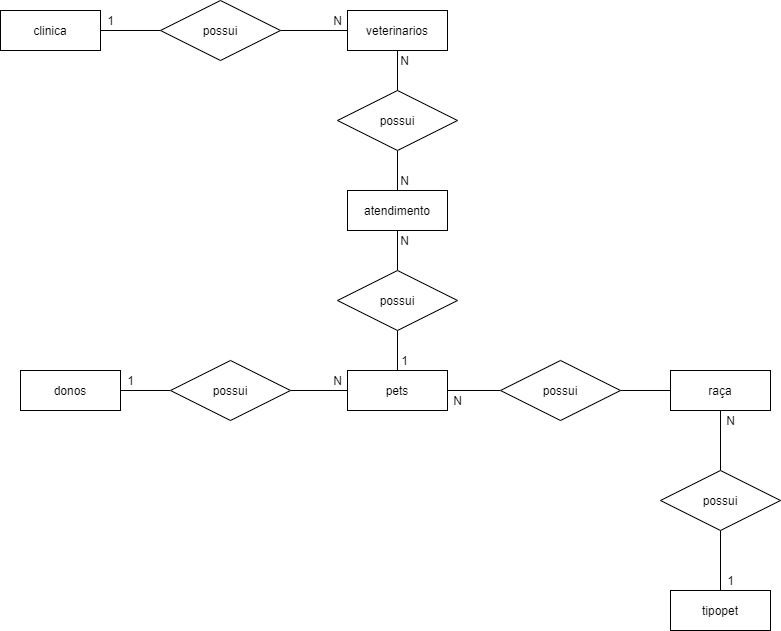 clinica
1
possui
N
veterinarios
N
possui
N
atendimento
N
possui
1
donos
1
possui
N
pets
N
possui
raça
N
possui
1
tipopet